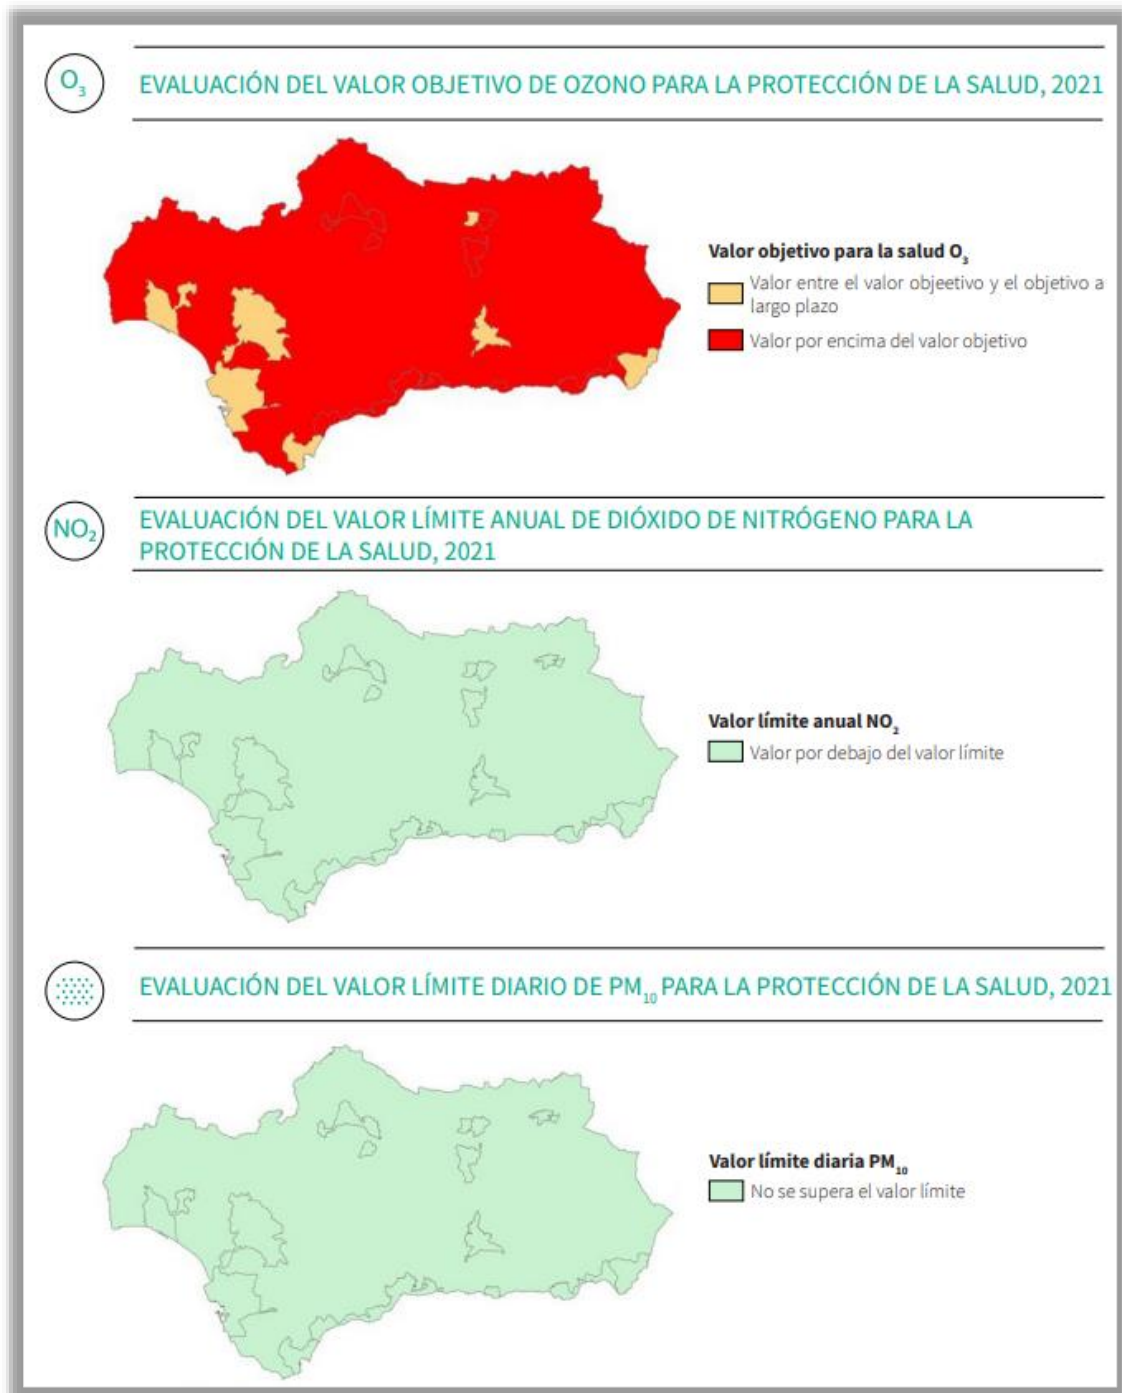 O₃
EVALUACIÓN DEL VALOR OBJETIVO DE OZONO PARA LA PROTECCIÓN DE LA SALUD, 2021
Valor objetivo para la salud O₃
Valor entre el valor objeetivo y el objetivo a
largo plazo
Valor por encima del valor objetivo
NO₂
EVALUACIÓN DEL VALOR LÍMITE ANUAL DE DIÓXIDO DE NITRÓGENO PARA LA
PROTECCIÓN DE LA SALUD, 2021
Valor límite anual NO₂
Valor por debajo del valor límite
EVALUACIÓN DEL VALOR LÍMITE DIARIO DE PM₁₀ PARA LA PROTECCIÓN DE LA SALUD, 2021
Valor límite diaria PM₁₀
No se supera el valor límite